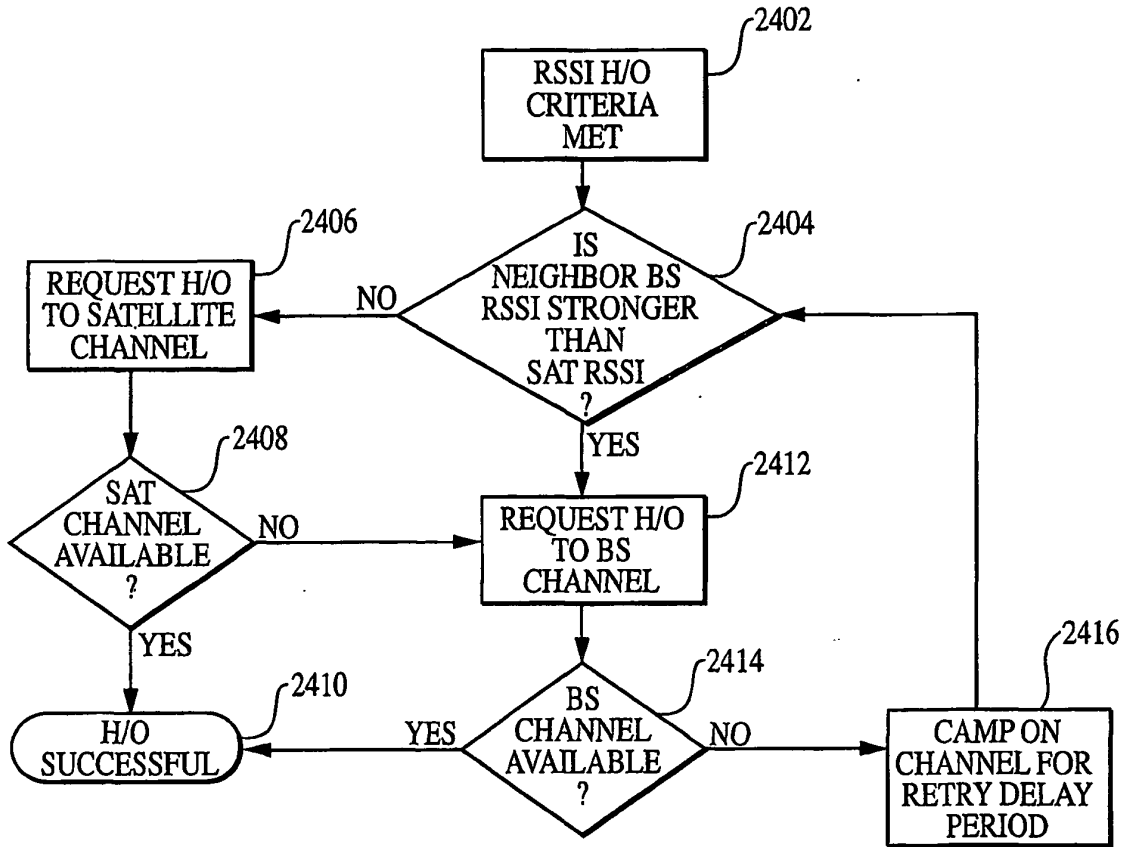 2402
RSSI H/O
CRITERIA
MET
2404
IS
NEIGHBOR BS
RSSI STRONGER
THAN
SAT RSSI
?
NO
YES
2406
REQUEST H/O
TO SATELLITE
CHANNEL
2408
SAT
CHANNEL
AVAILABLE
?
NO
YES
2412
REQUEST H/O
TO BS
CHANNEL
2410
H/O
SUCCESSFUL
2414
BS
CHANNEL
AVAILABLE
?
YES
NO
2416
CAMP ON
CHANNEL FOR
RETRY DELAY
PERIOD